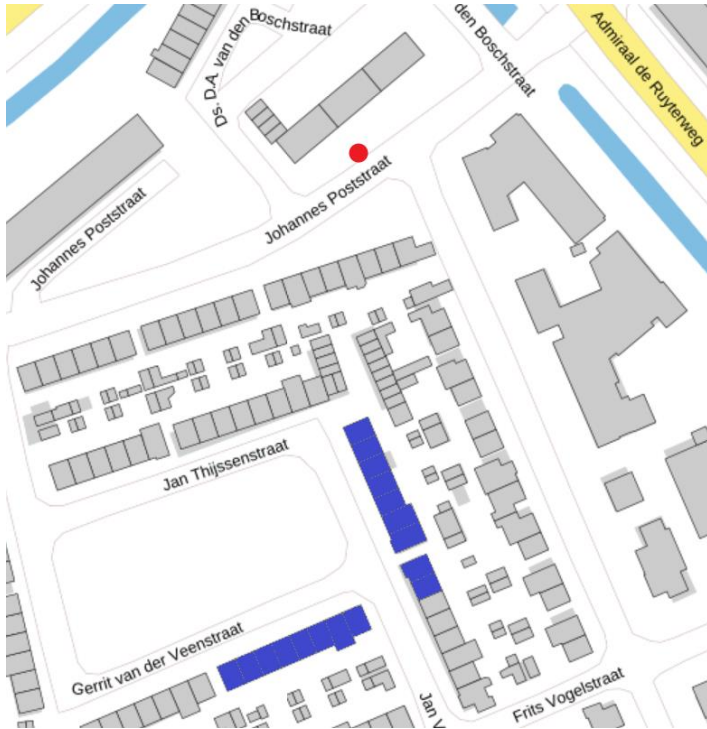 Boschstraat
Ds. D.A. van den
den Boschstraat
Admiraal de Ruyterweg
Johannes Poststraat
Johannes Poststraat
Jan Thijssenstraat
Gerrit van der Veenstraat
Jan V
Frits Vogelstraat